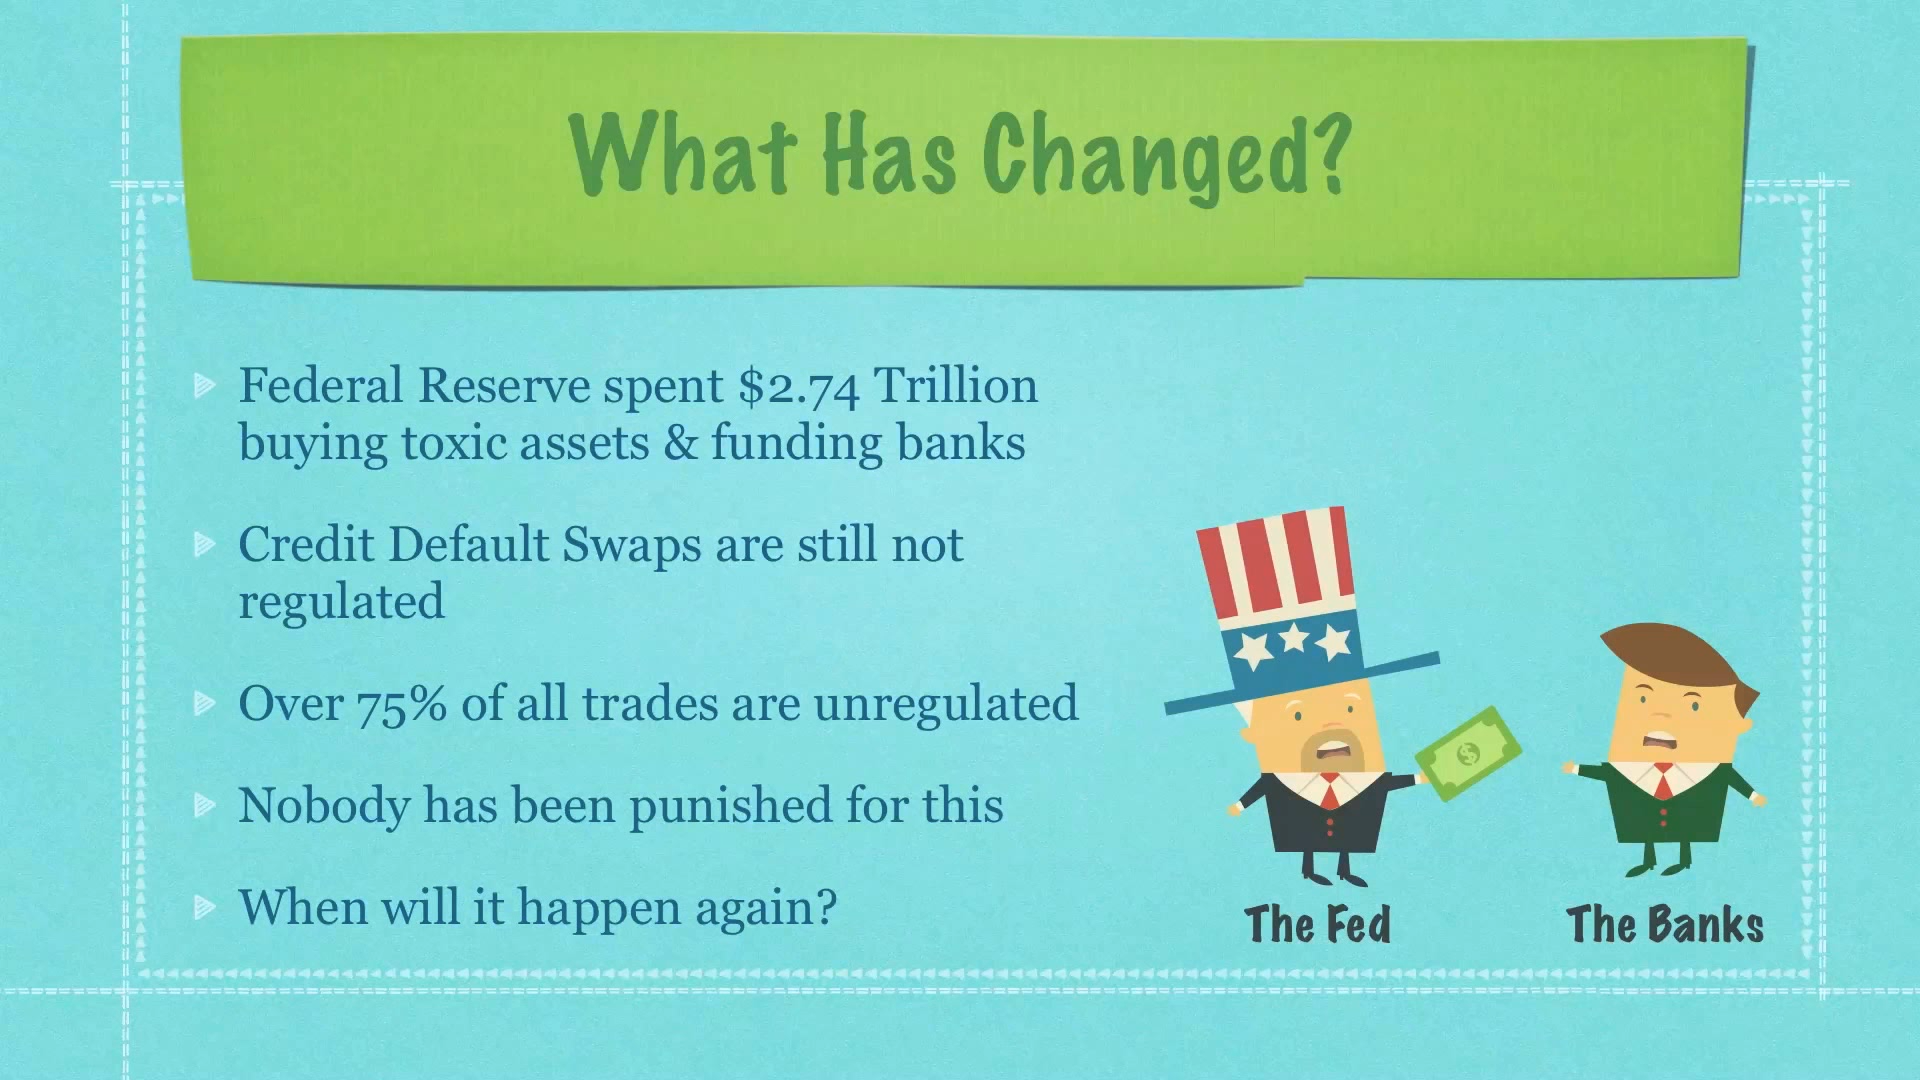 What Has Changed?
Federal Reserve spent $2.74 Trillion
buying toxic assets & funding banks
Credit Default Swaps are still not
regulated
Over 75% of all trades are unregulated
Nobody has been punished for this
When will it happen again?
$
The Fed
The Banks